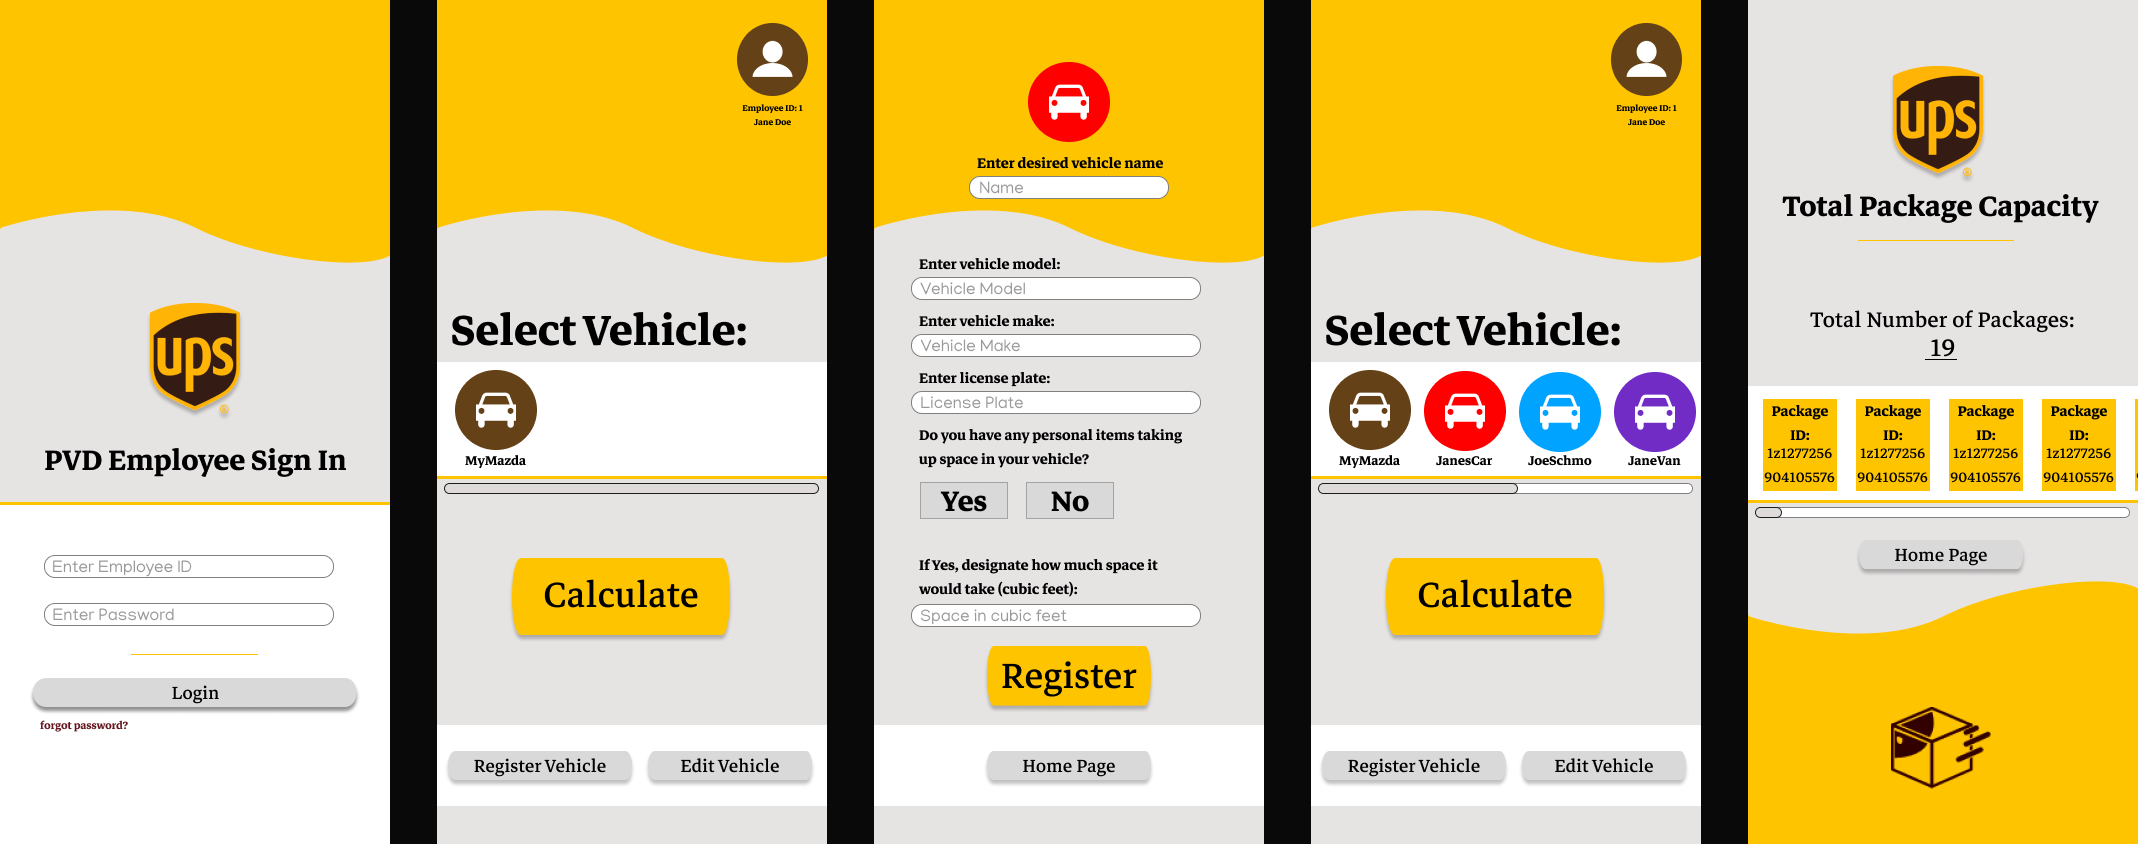 ups
®
PVD Employee Sign In
Enter Employee ID
Enter Password
Login
forgot password?
Employee ID: 1
Jane Doe
Select Vehicle:
MyMazda
Calculate
Register Vehicle
Edit Vehicle
Enter desired vehicle name
Name
Enter vehicle model:
Vehicle Model
Enter vehicle make:
Vehicle Make
Enter license plate:
License Plate
Do you have any personal items taking
up space in your vehicle?
Yes
No
If Yes, designate how much space it
would take (cubic feet):
Space in cubic feet
Register
Home Page
Employee ID: 1
Jane Doe
Select Vehicle:
MyMazda
JanesCar
JoeSchmo
JaneVan
Calculate
Register Vehicle
Edit Vehicle
ups
®
Total Package Capacity
Total Number of Packages:
19
Package
ID:
1z1277256
904105576
Package
ID:
1z1277256
904105576
Package
ID:
1z1277256
904105576
Package
ID:
1z1277256
904105576
Home Page